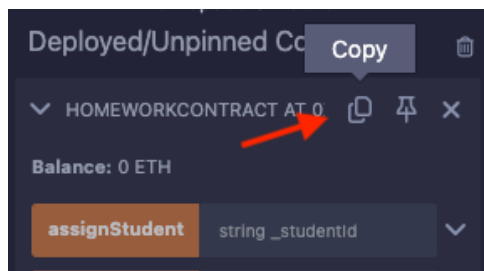 Deployed/Unpinned Co
Copy
HOMEWORKCONTRACT AT 0
Balance: 0 ETH
assignStudent string _studentId